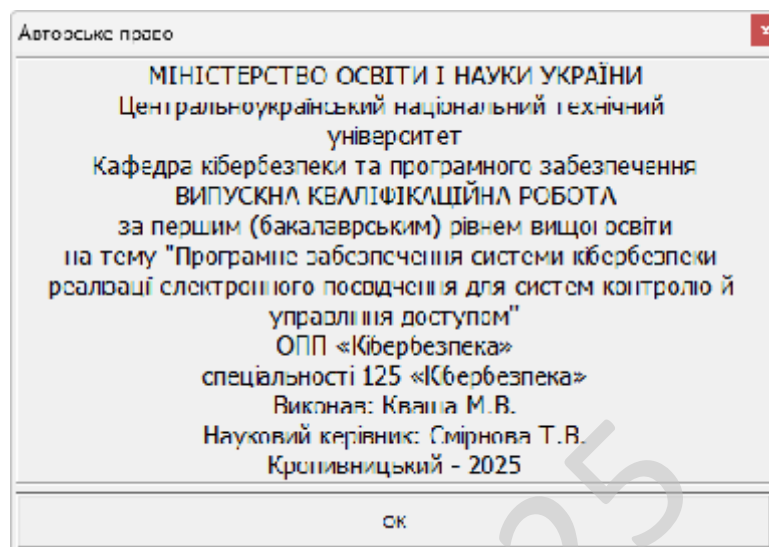 Авторське право
МІНІСТЕРСТВО ОСВІТИ І НАУКИ УКРАЇНИ
Центральноукраїнський національний технічний
університет
Кафедра кібербезпеки та програмного забезпечення
ВИПУСКНА КВАЛІФІКАЦІЙНА РОБОТА
за першим (бакалаврським) рівнем вищої освіти
на тему "Програмне забезпечення системи кібербезпеки
реалізації електронного посвідчення для систем контролю й
управління доступом"
ОПП «Кібербезпека»
спеціальності 125 «Кібербезпека»
Виконав: Кваша М.В.
Науковий керівник: Смірнова Т.В.
Кропивницький - 2025
ОК
25